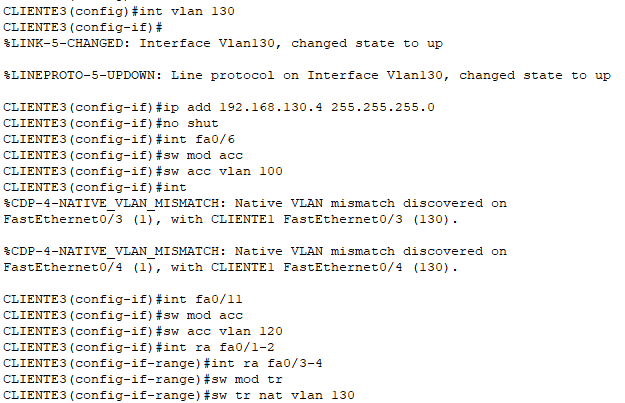 CLIENTE3(config)#int vlan 130
CLIENTE3(config-if)#
%LINK-5-CHANGED: Interface Vlan130, changed state to up
%LINEPROTO-5-UPDOWN: Line protocol on Interface Vlan130, changed state to up
CLIENTE3(config-if)#ip add 192.168.130.4 255.255.255.0
CLIENTE3(config-if)#no shut
CLIENTE3(config-if)#int fa0/6
CLIENTE3(config-if)#sw mod acc
CLIENTE3(config-if)#sw acc vlan 100
CLIENTE3(config-if)#int
%CDP-4-NATIVE_VLAN_MISMATCH: Native VLAN mismatch discovered on
FastEthernet0/3 (1), with CLIENTE1 FastEthernet0/3 (130).
%CDP-4-NATIVE_VLAN_MISMATCH: Native VLAN mismatch discovered on
FastEthernet0/4 (1), with CLIENTE1 FastEthernet0/4 (130).
CLIENTE3(config-if)#int fa0/11
CLIENTE3(config-if)#sw mod acc
CLIENTE3(config-if)#sw acc vlan 120
CLIENTE3(config-if)#int ra fa0/1-2
CLIENTE3(config-if-range)#int ra fa0/3-4
CLIENTE3(config-if-range)#sw mod tr
CLIENTE3(config-if-range)#sw tr nat vlan 130